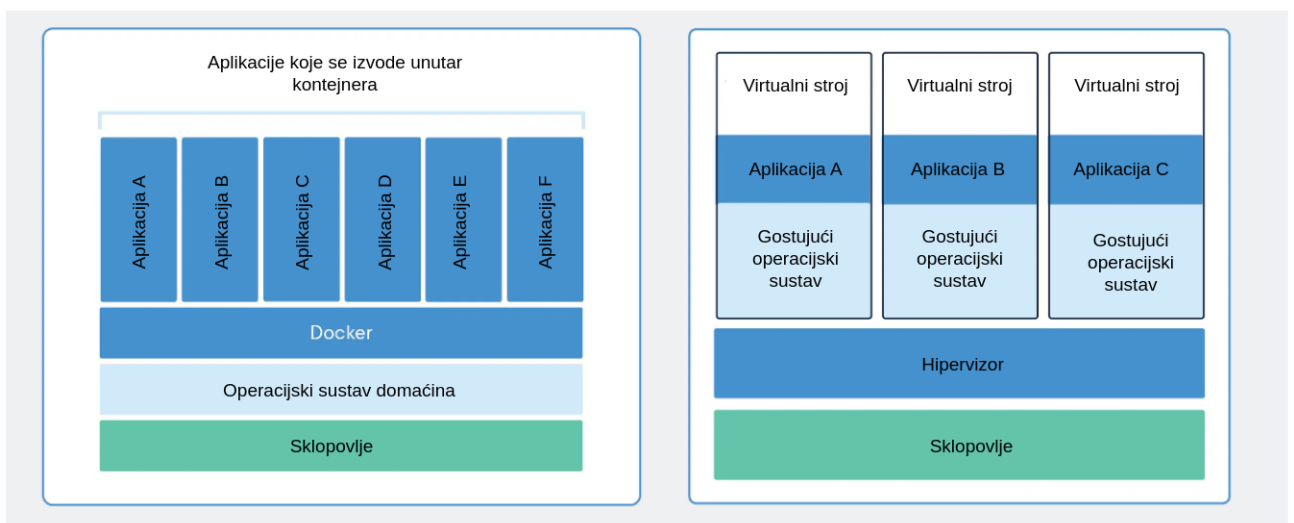 Aplikacije koje se izvode unutar
kontejnera
Aplikacija A
Aplikacija B
Aplikacija C
Aplikacija D
Aplikacija E
Aplikacija F
Docker
Operacijski sustav domaćina
Sklopovlje
Virtualni stroj
Aplikacija A
Gostujući
operacijski
sustav
Virtualni stroj
Aplikacija B
Gostujući
operacijski
sustav
Virtualni stroj
Aplikacija C
Gostujući
operacijski
sustav
Hipervizor
Sklopovlje